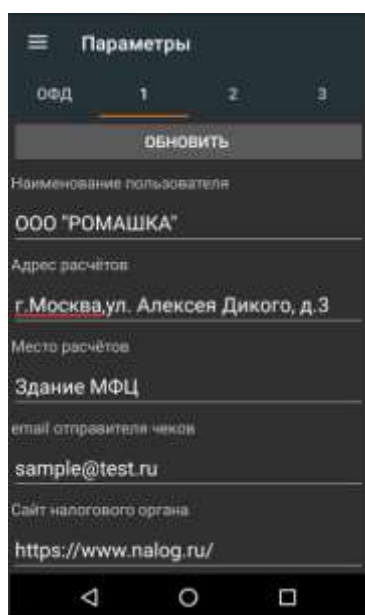 Параметры
ОФД 1 2 3
ОБНОВИТЬ
Наименование пользователя
ООО "РОМАШКА"
Адрес расчётов
г.Москва,ул. Алексея Дикого, д.3
Место расчётов
Здание МФЦ
email отправителя чеков
sample@test.ru
Сайт налогового органа
https://www.nalog.ru/